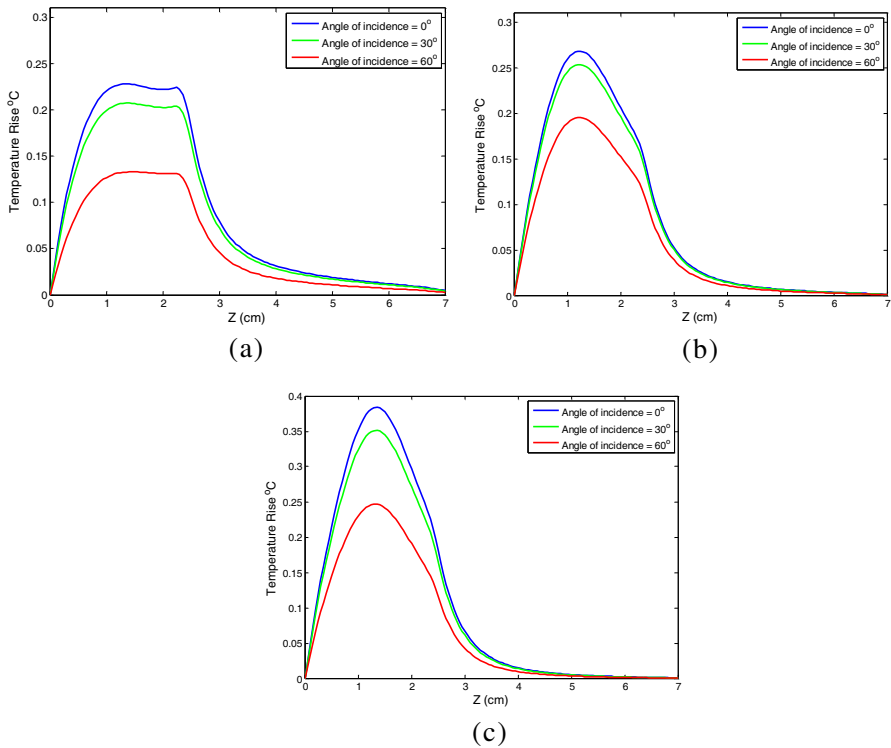 0.3
0.25
0.2
0.15
0.1
0.05
0
Temperature Rise °C
0 1 2 3 4 5 6 7
Z (cm)
Angle of incidence = 0°
Angle of incidence = 30°
Angle of incidence = 60°
(a)
0.3
0.25
0.2
0.15
0.1
0.05
0
Temperature Rise °C
0 1 2 3 4 5 6 7
Z (cm)
Angle of incidence = 0°
Angle of incidence = 30°
Angle of incidence = 60°
(b)
0.4
0.35
0.3
0.25
0.2
0.15
0.1
0.05
0
Temperature Rise °C
0 1 2 3 4 5 6 7
Z (cm)
Angle of incidence = 0°
Angle of incidence = 30°
Angle of incidence = 60°
(c)